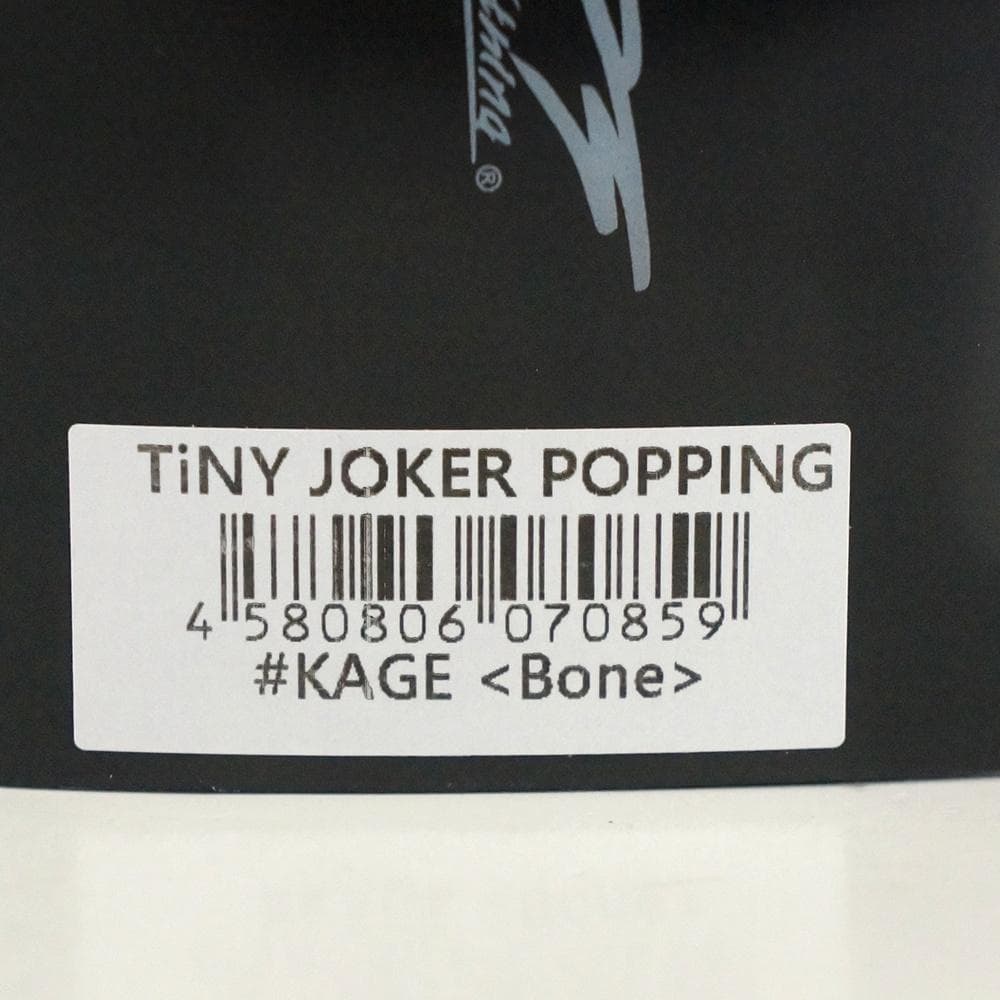 ®
TiNY JOKER POPPING
4 580806 070859
#KAGE <Bone>